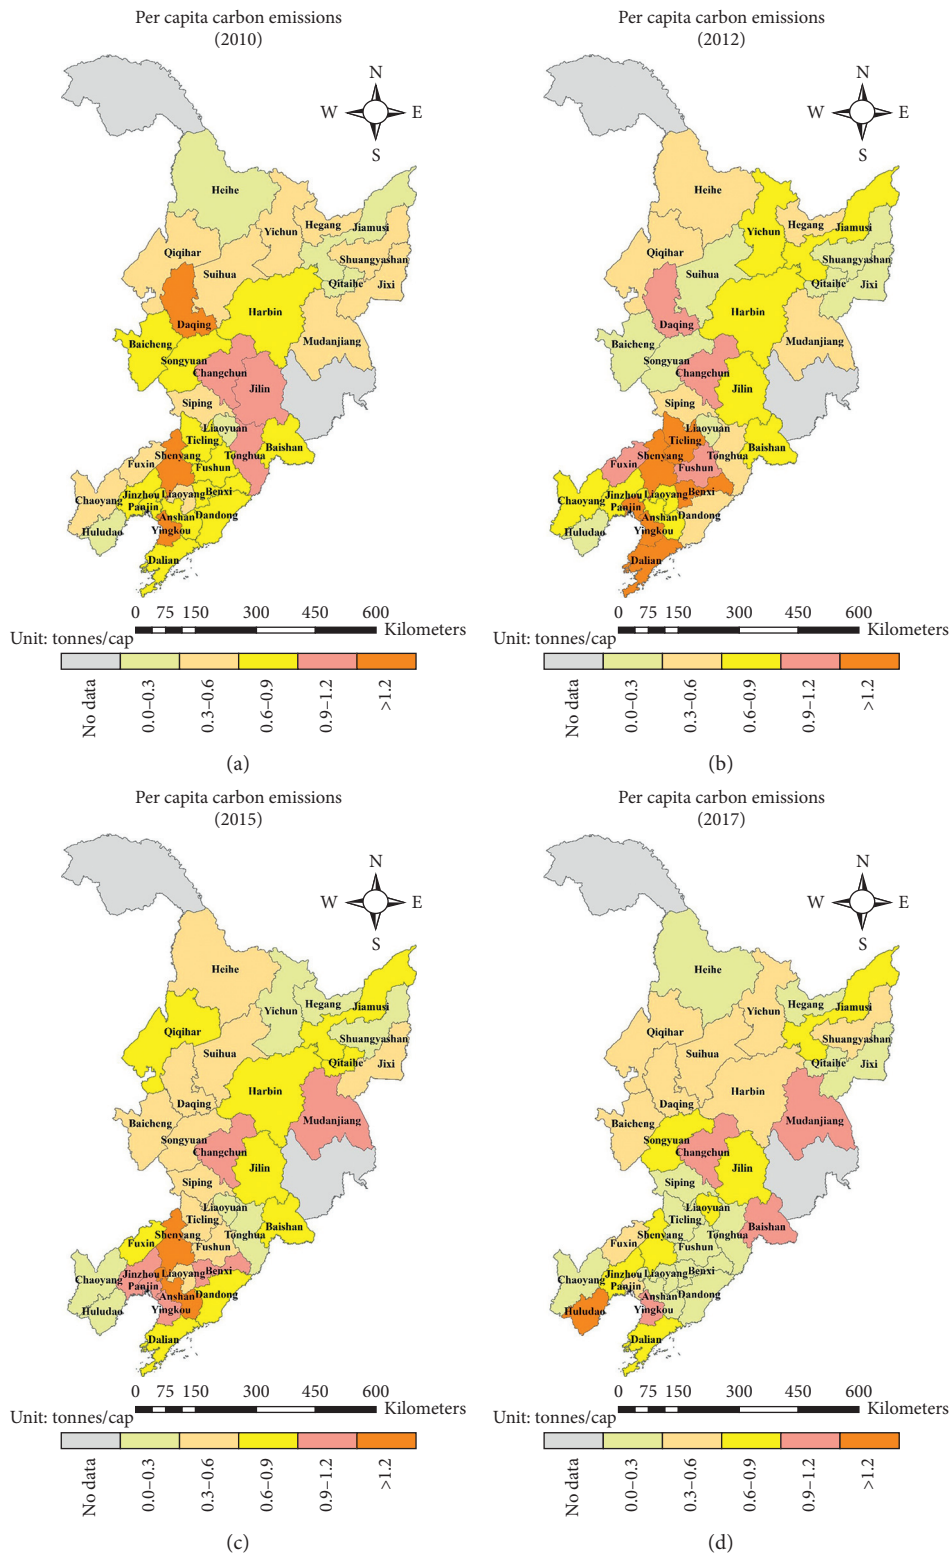 Per capita carbon emissions
(2010)
N
W
E
S
Heihe
Hegang
Jiamusi
Yichun
Qiqihar
Shuangyashan
Suihua
Qitaihe
Jixi
Harbin
Daqing
Mudanjiang
Baicheng
Songyuan
Changchun
Jilin
Siping
Liaoyuan
Tieling
Baishan
Shenyang
Tonghua
Fuxin
Fushun
Chaoyang
Jinzhou
Liaoyang
Benxi
Panjin
Anshan
Dandong
Huludao
Yingkou
Dalian
0 75 150 300 450 600
Kilometers
Unit: tonnes/cap
No data
0.0–0.3
0.3–0.6
0.6–0.9
0.9–1.2
>1.2
(a)
Per capita carbon emissions
(2012)
N
W
E
S
Heihe
Hegang
Jiamusi
Yichun
Qiqihar
Shuangyashan
Suihua
Qitaihe
Jixi
Harbin
Daqing
Mudanjiang
Baicheng
Songyuan
Changchun
Jilin
Siping
Liaoyuan
Tieling
Baishan
Shenyang
Tonghua
Fuxin
Fushun
Chaoyang
Jinzhou
Liaoyang
Benxi
Panjin
Anshan
Dandong
Huludao
Yingkou
Dalian
0 75 150 300 450 600
Kilometers
Unit: tonnes/cap
No data
0.0–0.3
0.3–0.6
0.6–0.9
0.9–1.2
>1.2
(b)
Per capita carbon emissions
(2015)
N
W
E
S
Heihe
Hegang
Jiamusi
Yichun
Qiqihar
Shuangyashan
Suihua
Qitaihe
Jixi
Harbin
Daqing
Mudanjiang
Baicheng
Songyuan
Changchun
Jilin
Siping
Liaoyuan
Tieling
Baishan
Shenyang
Tonghua
Fuxin
Fushun
Chaoyang
Jinzhou
Liaoyang
Benxi
Panjin
Anshan
Dandong
Huludao
Yingkou
Dalian
0 75 150 300 450 600
Kilometers
Unit: tonnes/cap
No data
0.0–0.3
0.3–0.6
0.6–0.9
0.9–1.2
>1.2
(c)
Per capita carbon emissions
(2017)
N
W
E
S
Heihe
Hegang
Jiamusi
Yichun
Qiqihar
Shuangyashan
Suihua
Qitaihe
Jixi
Harbin
Daqing
Mudanjiang
Baicheng
Songyuan
Changchun
Jilin
Siping
Liaoyuan
Tieling
Baishan
Shenyang
Tonghua
Fuxin
Fushun
Chaoyang
Jinzhou
Liaoyang
Benxi
Panjin
Anshan
Dandong
Huludao
Yingkou
Dalian
0 75 150 300 450 600
Kilometers
Unit: tonnes/cap
No data
0.0–0.3
0.3–0.6
0.6–0.9
0.9–1.2
>1.2
(d)